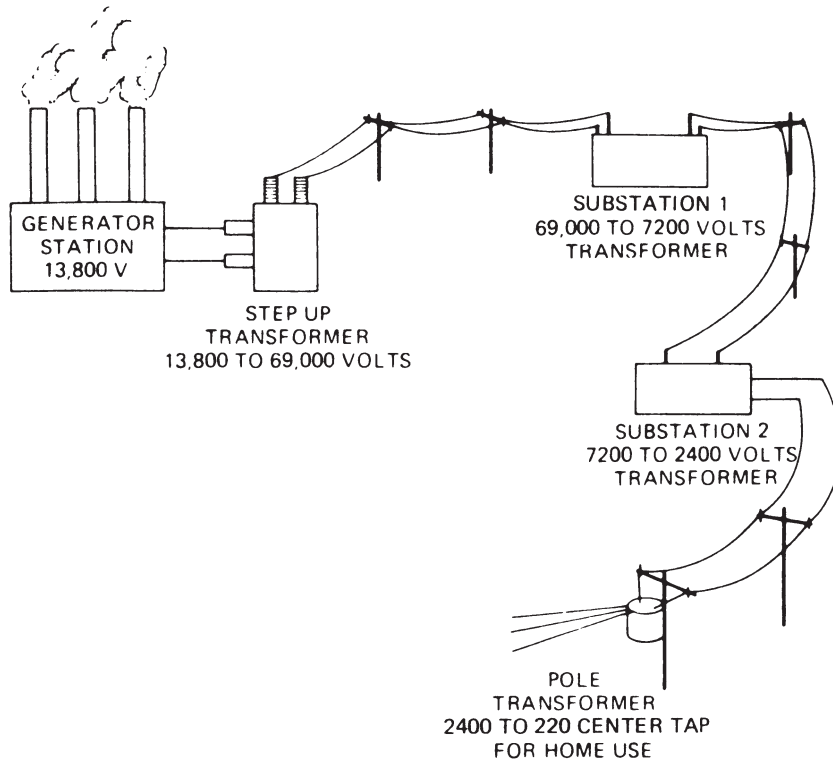 GENERATOR
STATION
13,800 V
STEP UP
TRANSFORMER
13,800 TO 69,000 VOLTS
SUBSTATION 1
69,000 TO 7200 VOLTS
TRANSFORMER
SUBSTATION 2
7200 TO 2400 VOLTS
TRANSFORMER
POLE
TRANSFORMER
2400 TO 220 CENTER TAP
FOR HOME USE